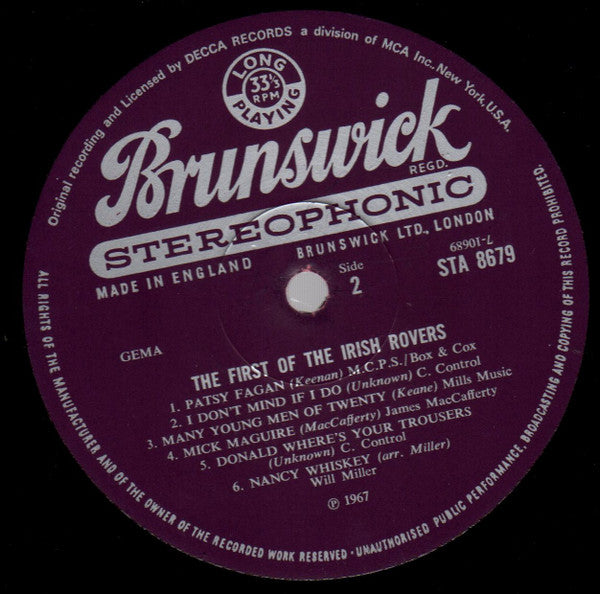 Original recording and Licensed by DECCA RECORDS a division of MCA Inc., New York, U.S.A.
LONG
33⅓
RPM
PLAYING
Brunswick
REGD.
STEREOPHONIC
MADE IN ENGLAND BRUNSWICK LTD., LONDON
68901-L
Side
2
STA 8679
GEMA
THE FIRST OF THE IRISH ROVERS
1. PATSY FAGAN (Keenan) M.C.P.S./Box & Cox
2. I DON'T MIND IF I DO (Unknown) C. Control
3. MANY YOUNG MEN OF TWENTY (Keane) Mills Music
4. MICK MAGUIRE (MacCafferty) James MacCafferty
5. DONALD WHERE'S YOUR TROUSERS
(Unknown) C. Control
6. NANCY WHISKEY (arr. Miller)
Will Miller
℗ 1967
ALL RIGHTS OF THE MANUFACTURER AND OF THE OWNER OF THE RECORDED WORK RESERVED · UNAUTHORISED PUBLIC PERFORMANCE, BROADCASTING AND COPYING OF THIS RECORD PROHIBITED.